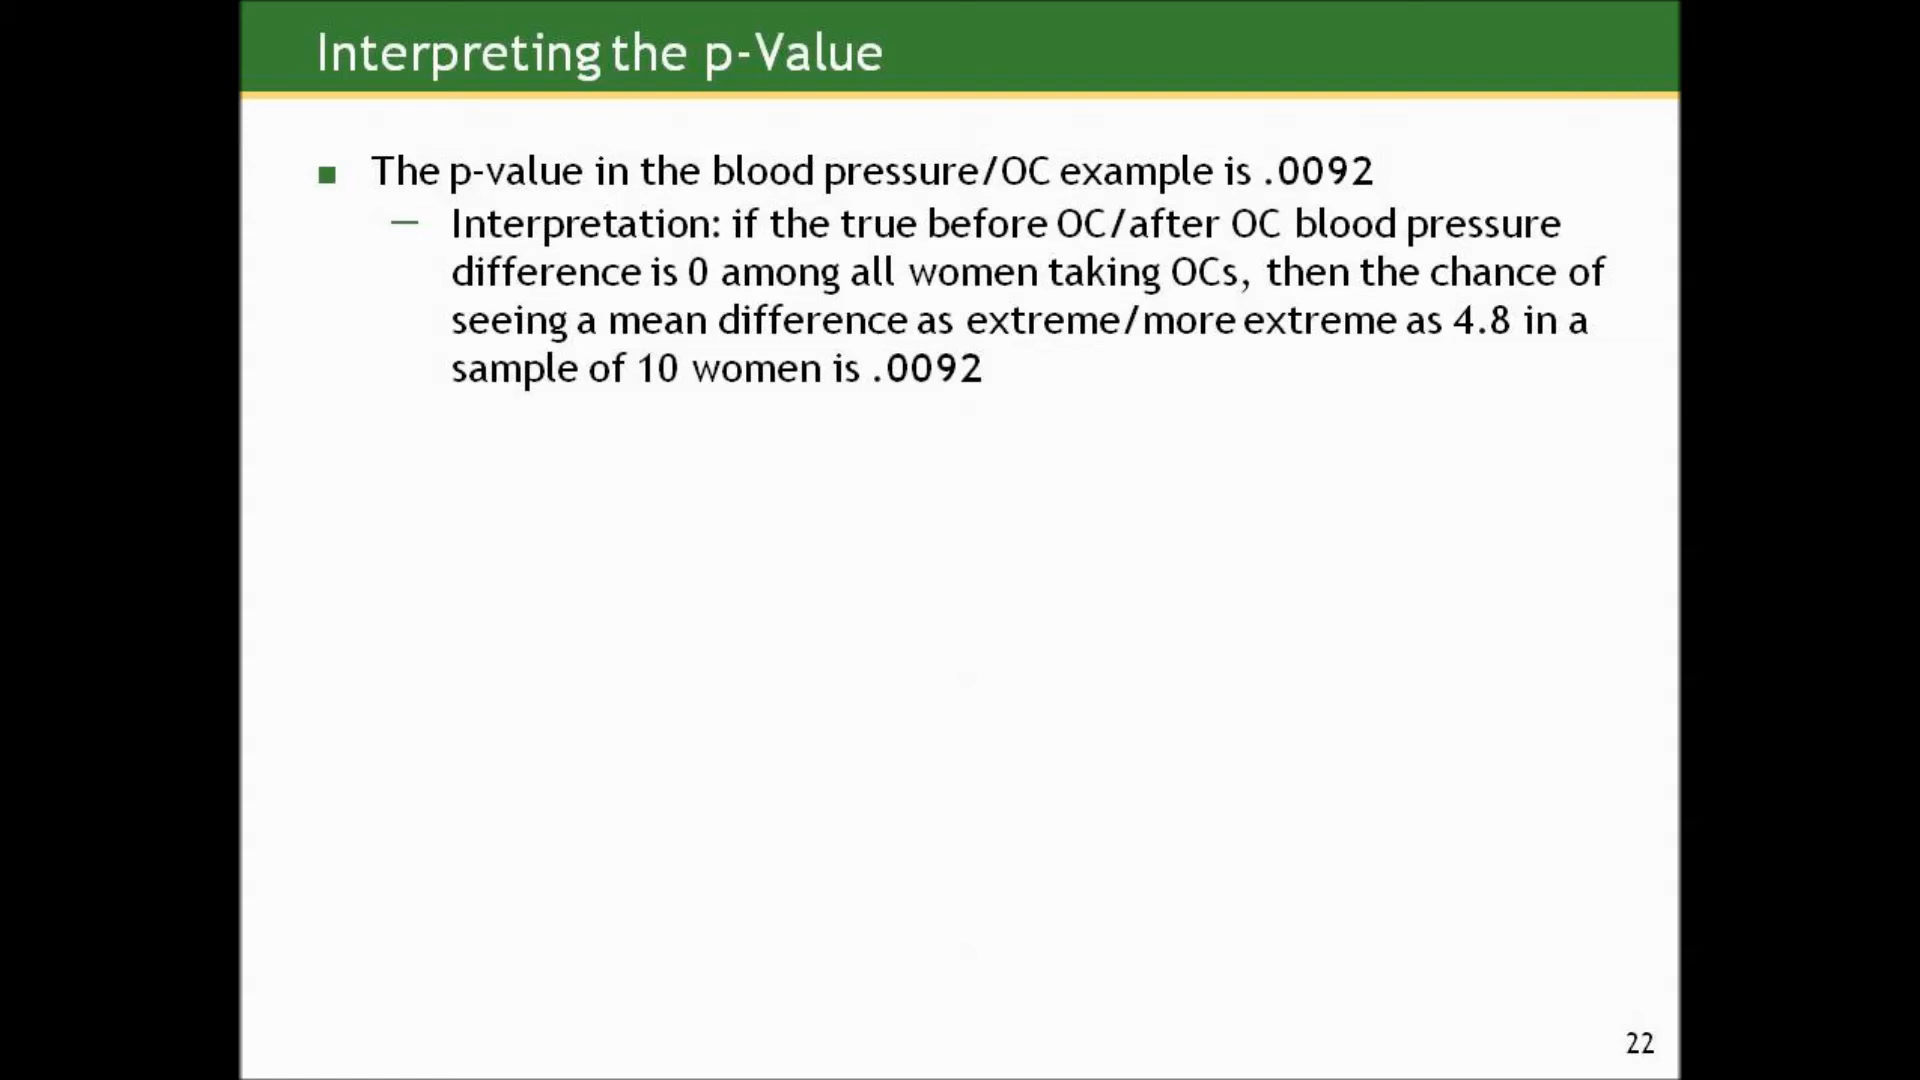 Interpreting the p-Value
■ The p-value in the blood pressure/OC example is .0092
— Interpretation: if the true before OC/after OC blood pressure
difference is 0 among all women taking OCs, then the chance of
seeing a mean difference as extreme/more extreme as 4.8 in a
sample of 10 women is .0092
22